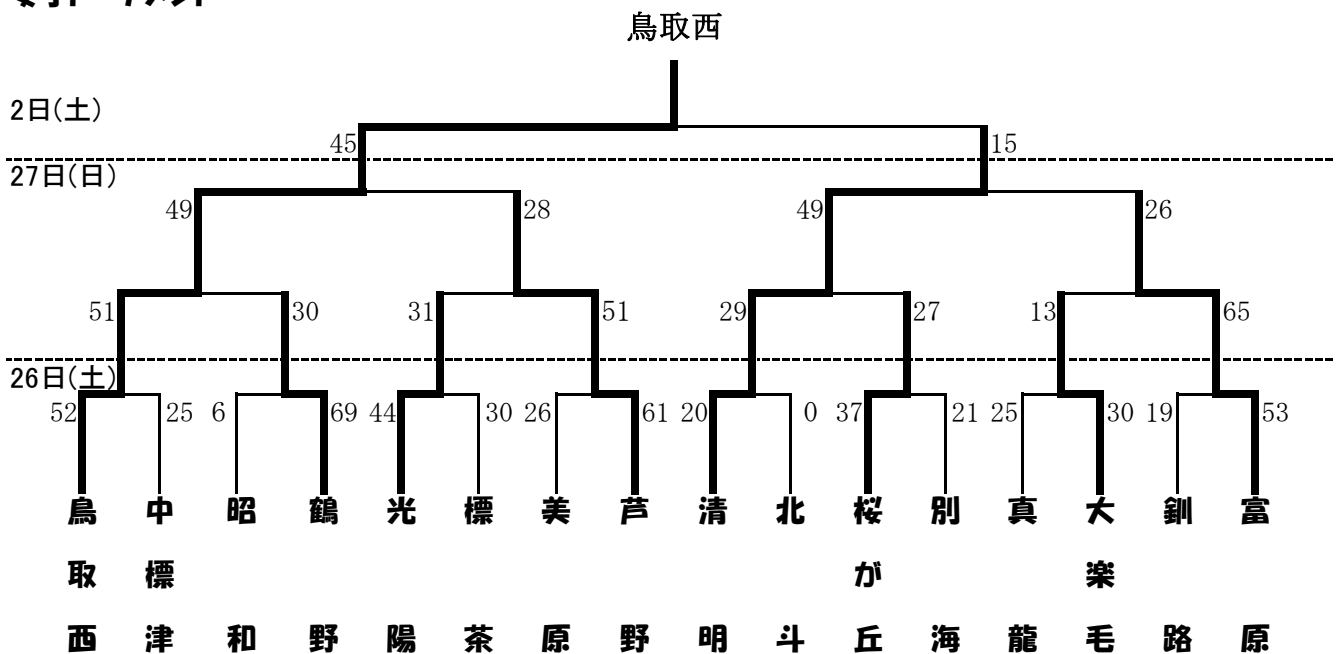 鳥取西
2日(土)
45 15
27日(日)
49 28 49 26
51 30 31 51 29 27 13 65
26日(土)
52 25 6 69 44 30 26 61 20 0 37 21 25 30 19 53
鳥取西 中標津 昭和 鶴野 光陽 標茶 美原 芦野 清明 北斗 桜が丘 別海 真龍 大楽毛 釧路 富原